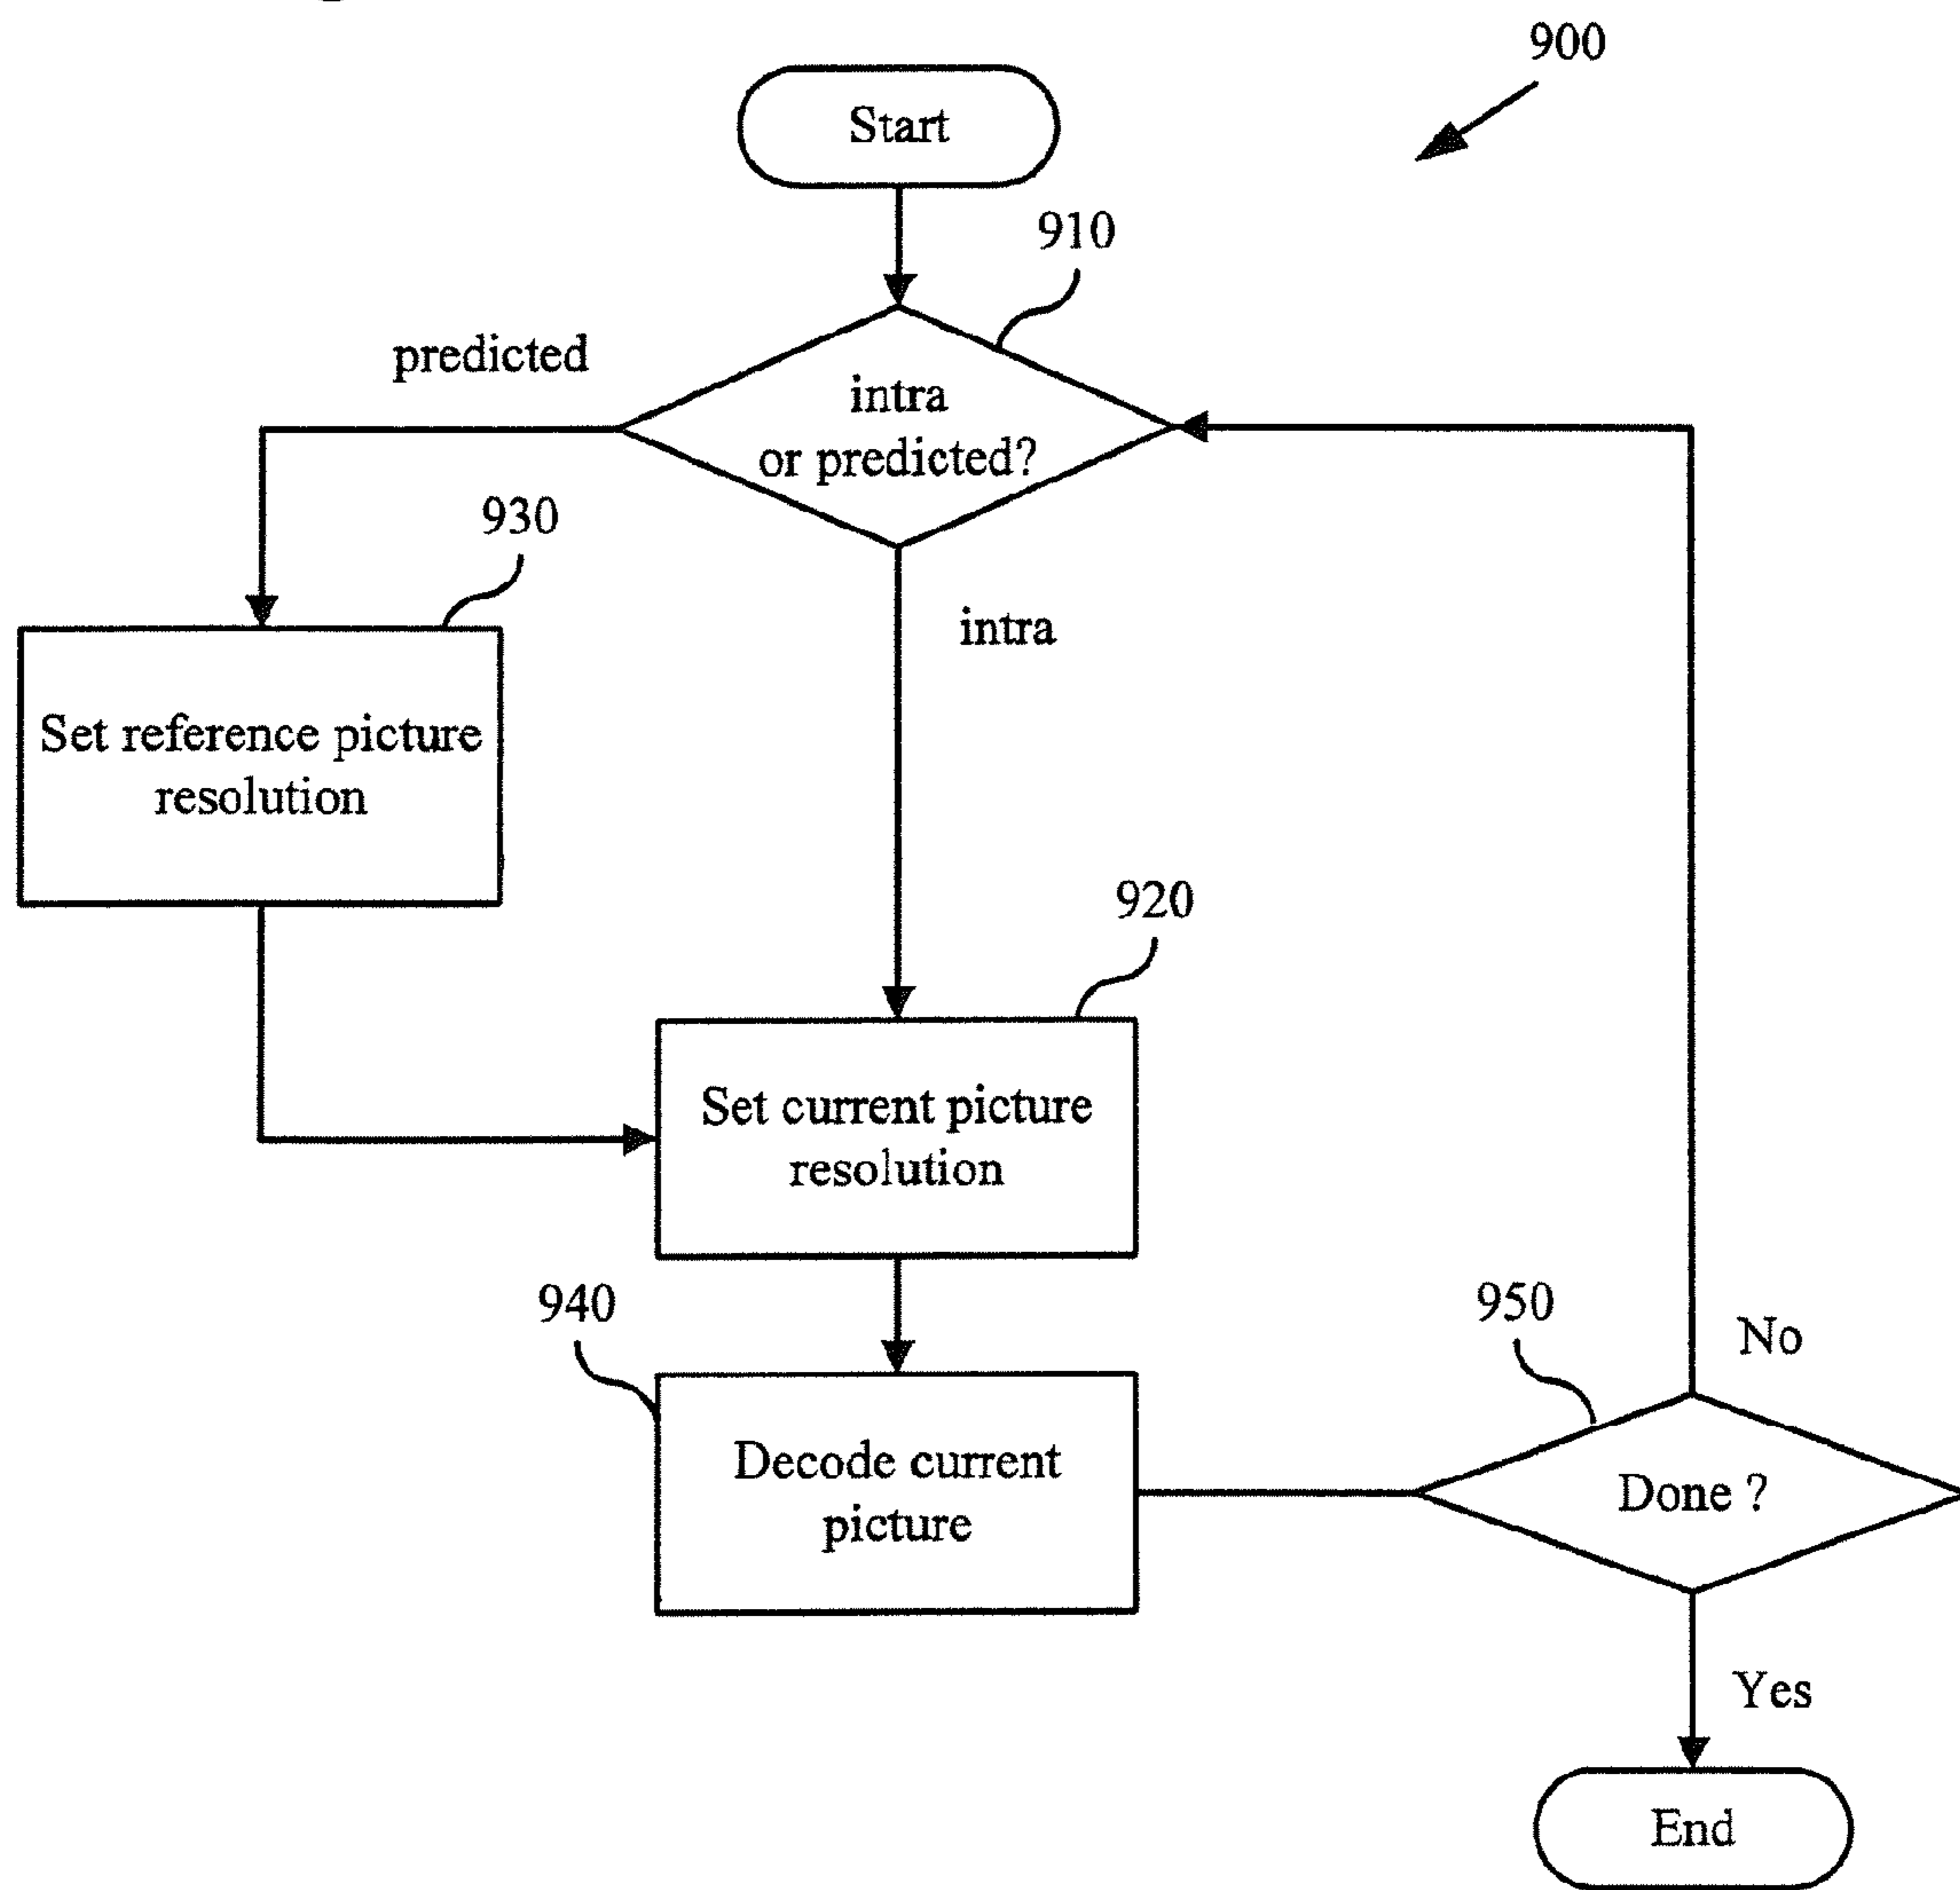 900
Start
910
predicted
intra
or predicted?
930
intra
Set reference picture
resolution
920
Set current picture
resolution
940
950
No
Decode current
picture
Done ?
Yes
End